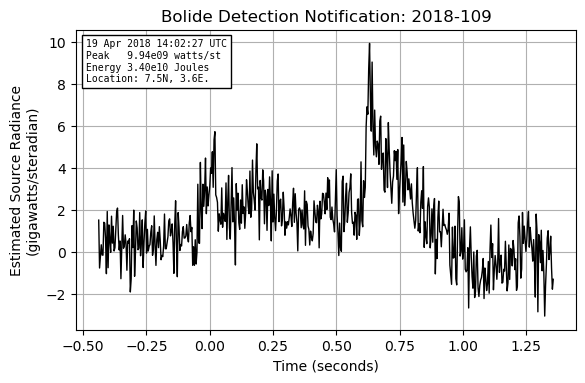 Bolide Detection Notification: 2018-109
19 Apr 2018 14:02:27 UTC
Peak   9.94e09 watts/st
Energy 3.40e10 Joules
Location: 7.5N, 3.6E.
Estimated Source Radiance
(gigawatts/steradian)
10
8
6
4
2
0
−2
−0.50
−0.25
0.00
0.25
0.50
0.75
1.00
1.25
Time (seconds)